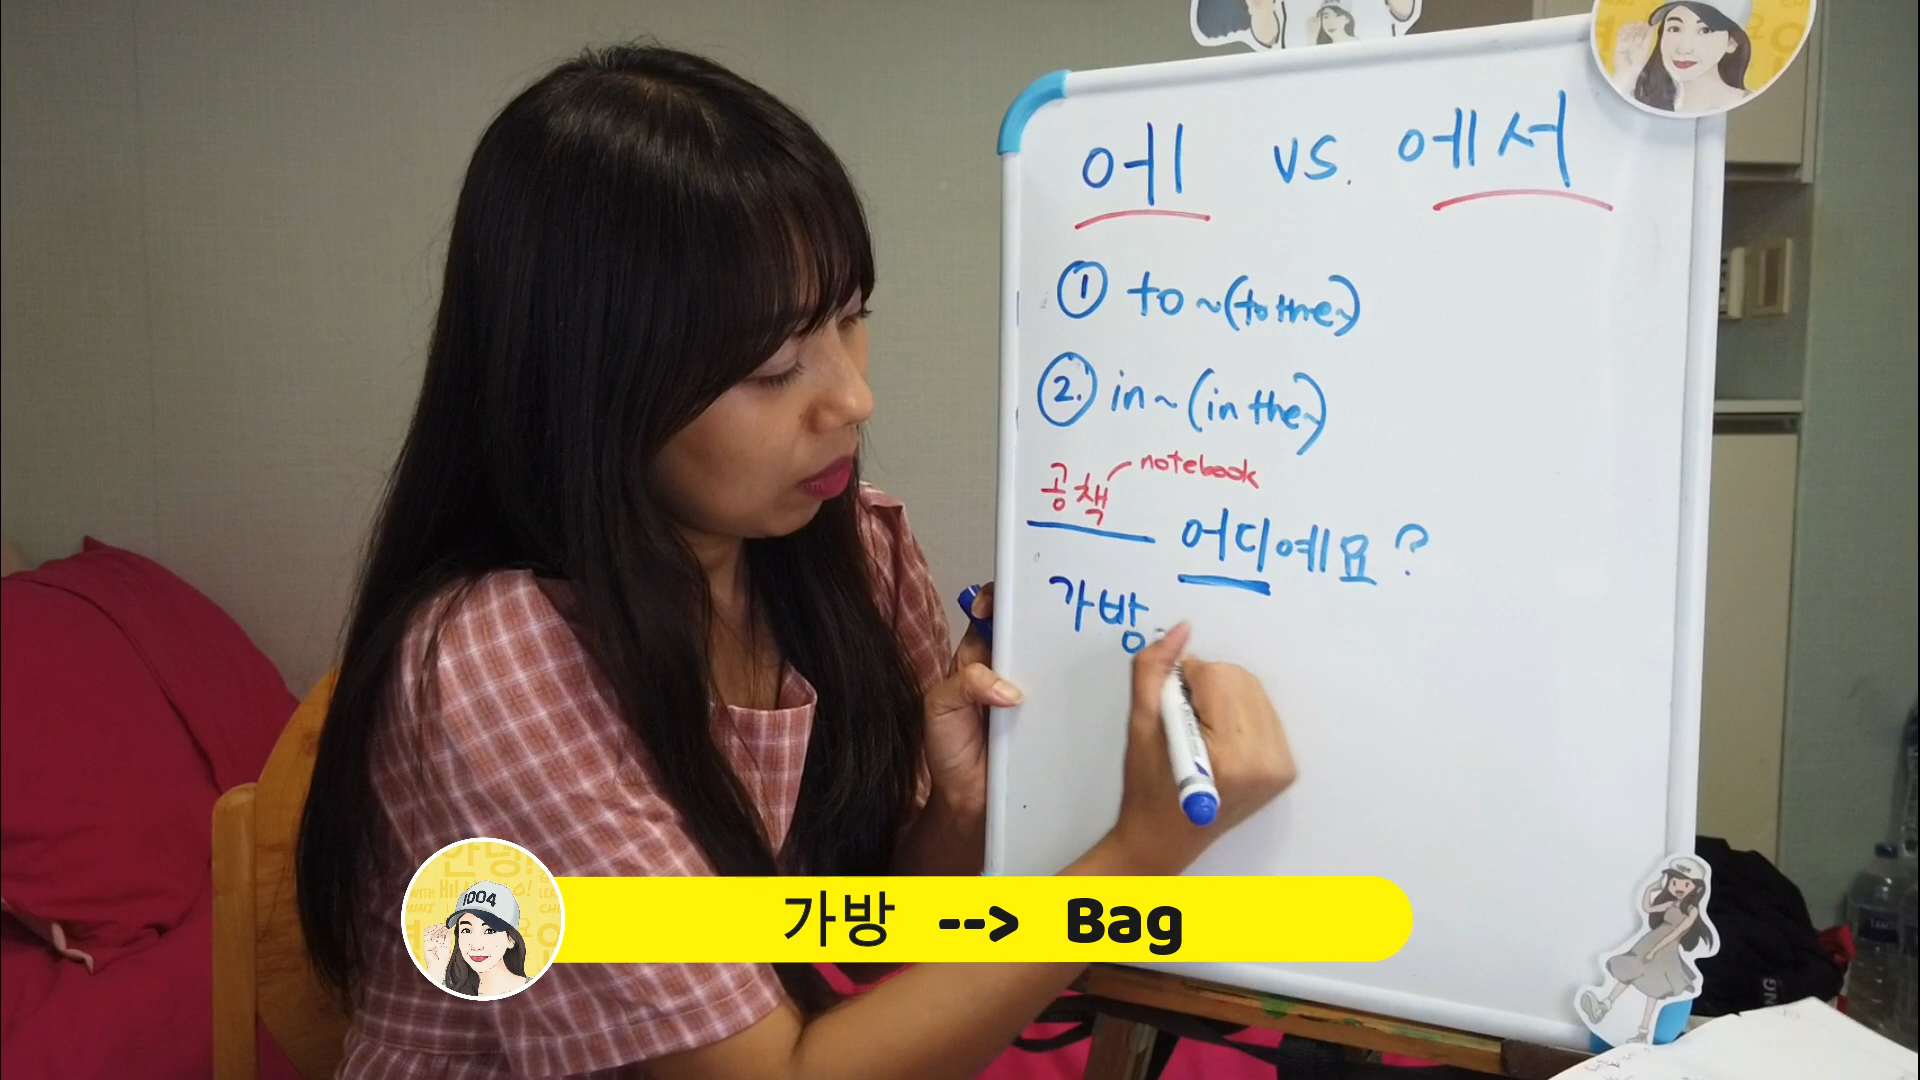 에 vs. 에서
① to ~ (to the ~)
② in ~ (in the ~)
공책 notebook
어디예요?
가방
1004
가방 --> Bag